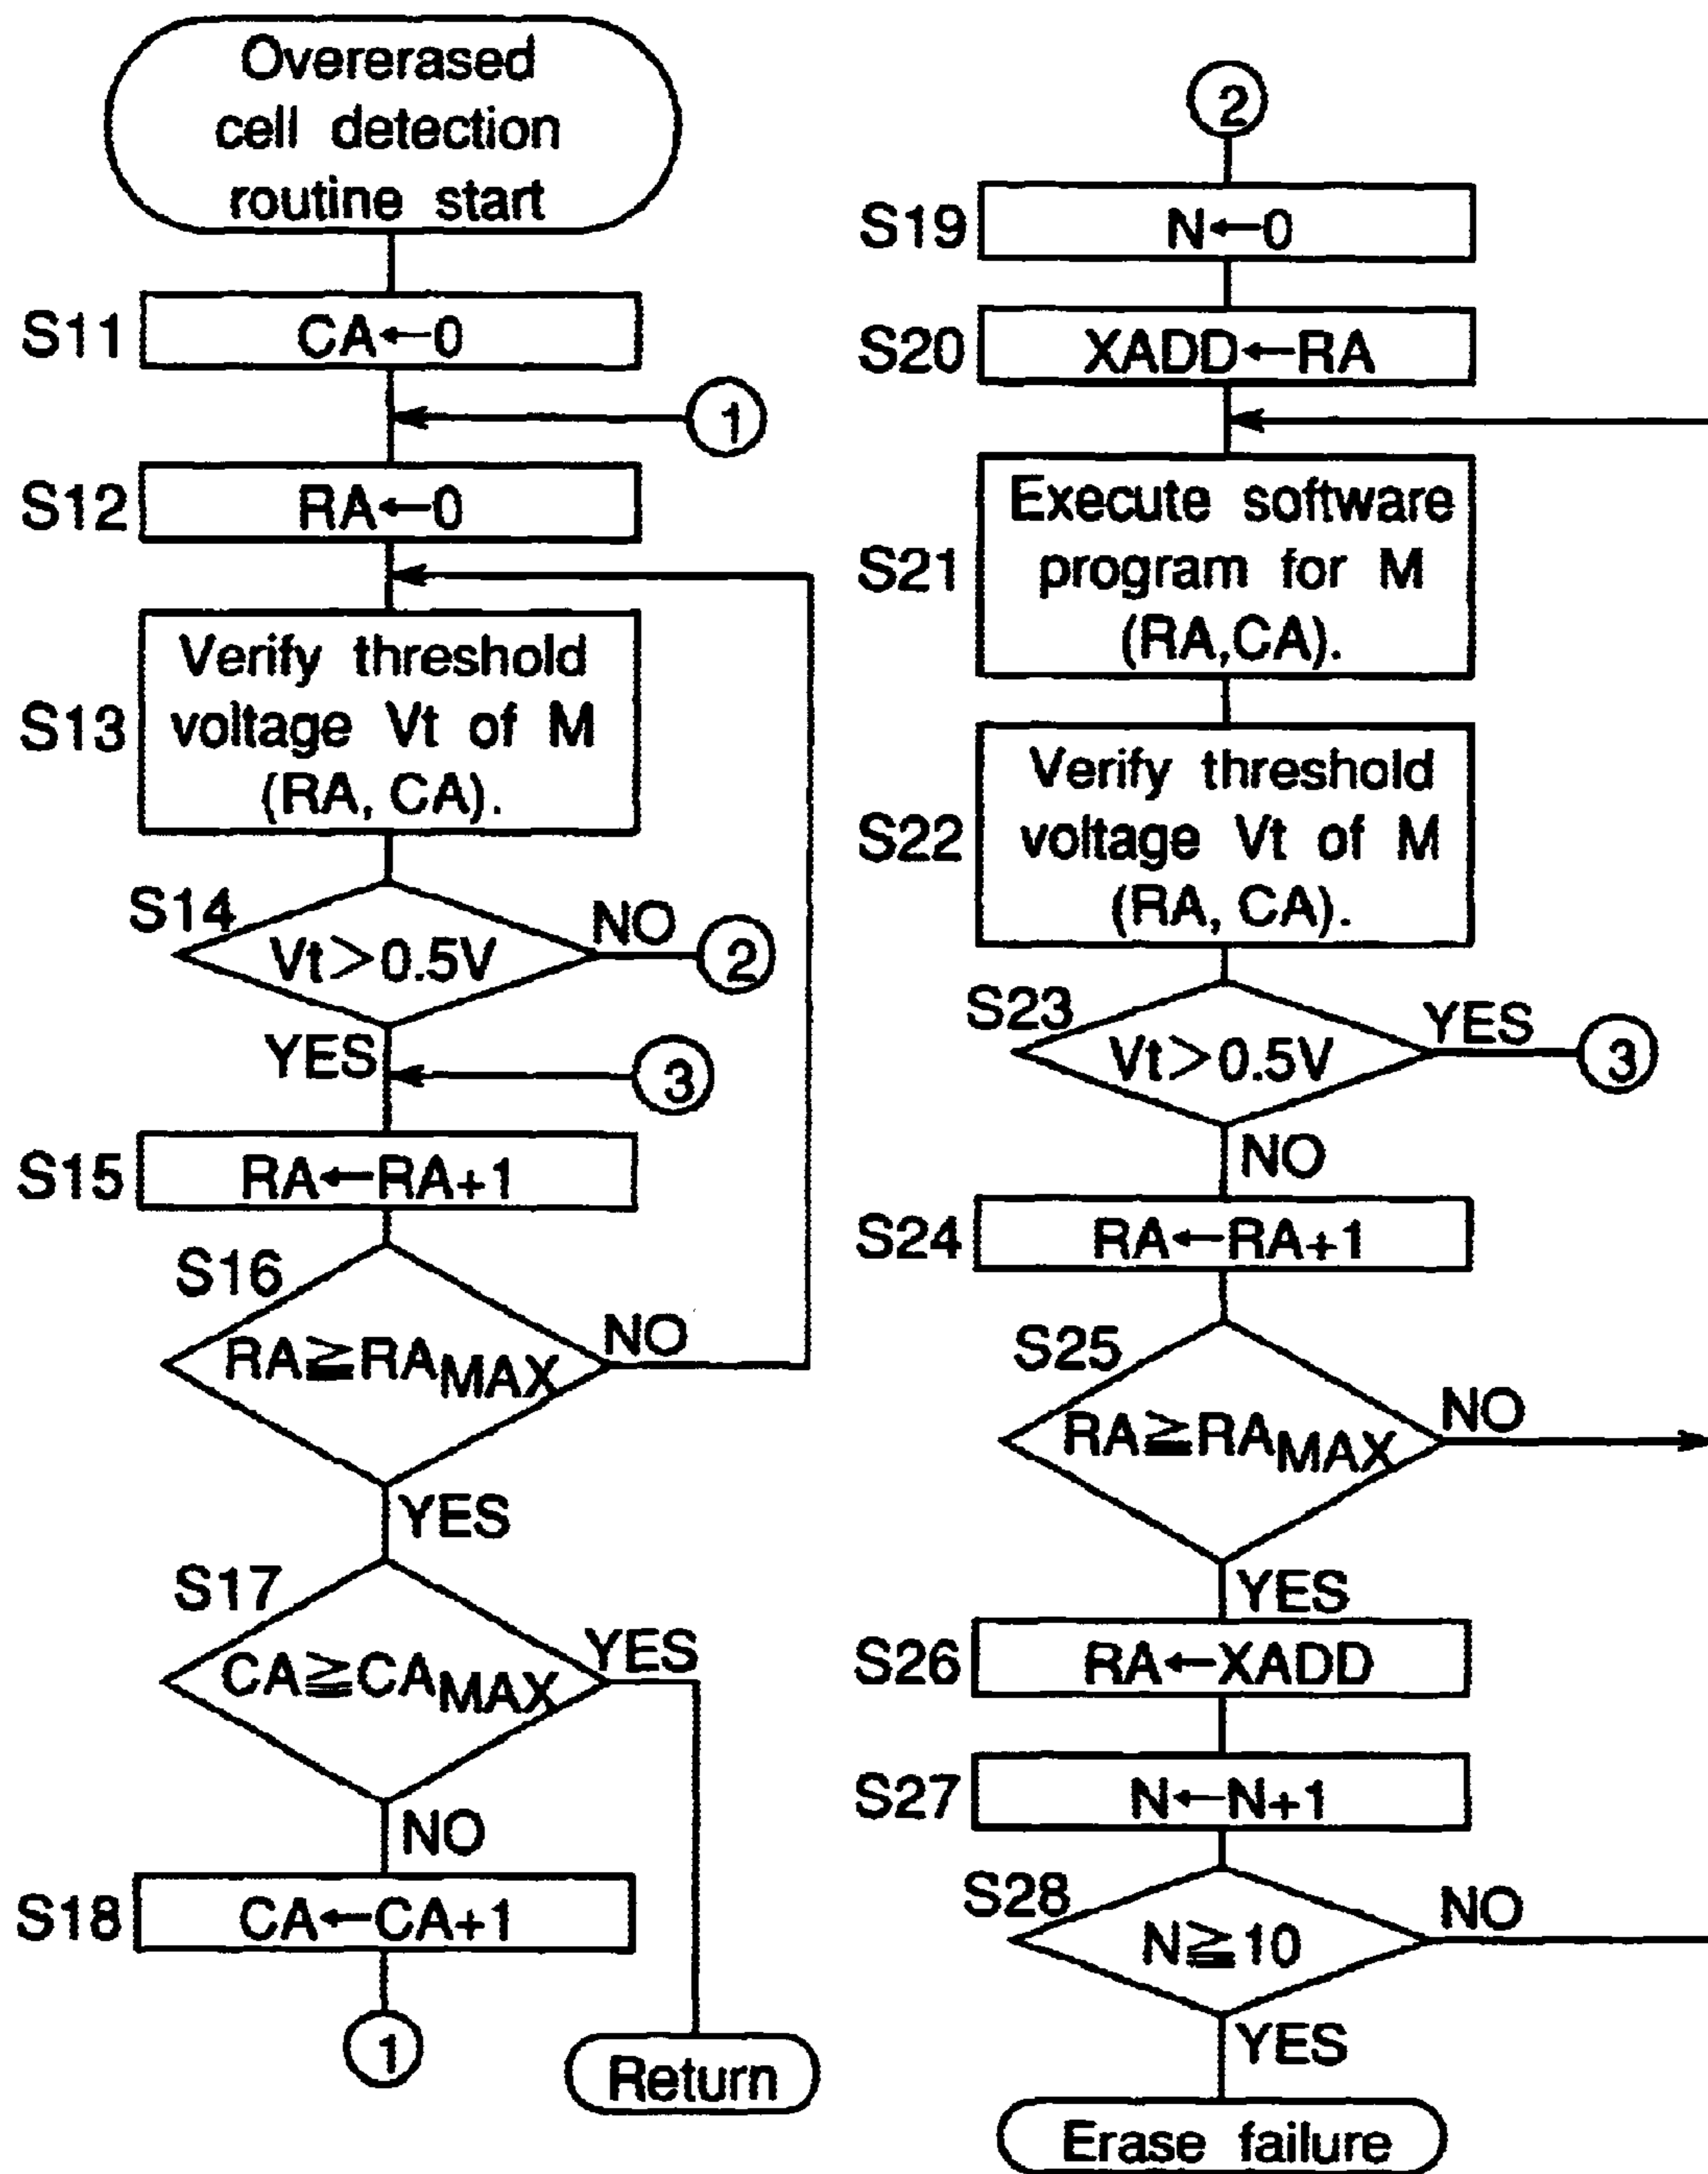 Overerased
cell detection
routine start
S11
CA←0
①
S12
RA←0
S13
Verify threshold
voltage Vt of M
(RA, CA).
S14
Vt>0.5V
NO
②
YES
③
S15
RA←RA+1
S16
RA≧RAMAX
NO
YES
S17
CA≧CAMAX
YES
NO
S18
CA←CA+1
①
Return
②
S19
N←0
S20
XADD←RA
S21
Execute software
program for M
(RA,CA).
S22
Verify threshold
voltage Vt of M
(RA, CA).
S23
Vt>0.5V
YES
③
NO
S24
RA←RA+1
S25
RA≧RAMAX
NO
YES
S26
RA←XADD
S27
N←N+1
S28
N≧10
NO
YES
Erase failure